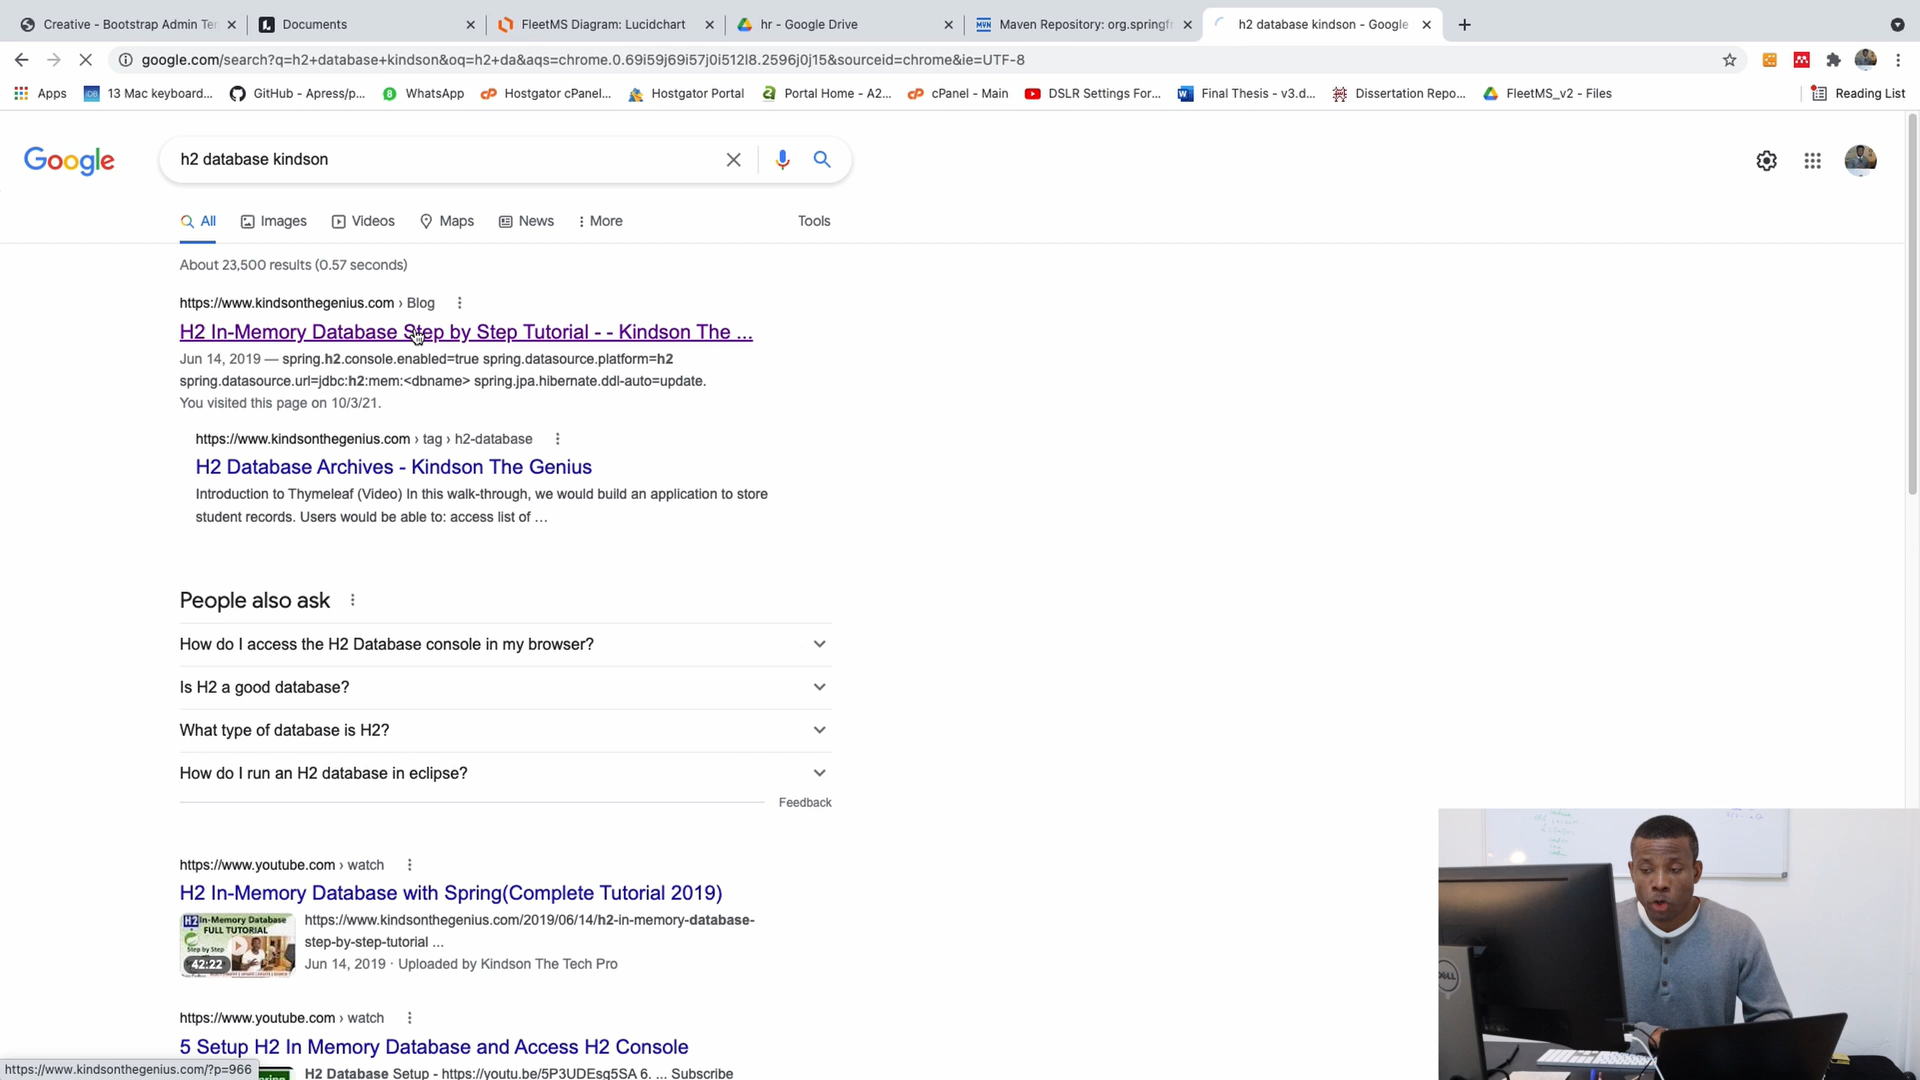 Creative - Bootstrap Admin Ter
Documents
FleetMS Diagram: Lucidchart
hr - Google Drive
Maven Repository: org.springfr
h2 database kindson - Google
google.com/search?q=h2+database+kindson&oq=h2+da&aqs=chrome.0.69i59j69i57j0i512l8.2596j0j15&sourceid=chrome&ie=UTF-8
Apps
13 Mac keyboard...
GitHub - Apress/p...
WhatsApp
Hostgator cPanel...
Hostgator Portal
Portal Home - A2...
cPanel - Main
DSLR Settings For...
Final Thesis - v3.d...
Dissertation Repo...
FleetMS_v2 - Files
Reading List
Google
h2 database kindson
All
Images
Videos
Maps
News
More
Tools
About 23,500 results (0.57 seconds)
https://www.kindsonthegenius.com › Blog
H2 In-Memory Database Step by Step Tutorial - - Kindson The ...
Jun 14, 2019 — spring.h2.console.enabled=true spring.datasource.platform=h2
spring.datasource.url=jdbc:h2:mem:<dbname> spring.jpa.hibernate.ddl-auto=update.
You visited this page on 10/3/21.
https://www.kindsonthegenius.com › tag › h2-database
H2 Database Archives - Kindson The Genius
Introduction to Thymeleaf (Video) In this walk-through, we would build an application to store
student records. Users would be able to: access list of ...
People also ask
How do I access the H2 Database console in my browser?
Is H2 a good database?
What type of database is H2?
How do I run an H2 database in eclipse?
Feedback
https://www.youtube.com › watch
H2 In-Memory Database with Spring(Complete Tutorial 2019)
H2 In-Memory Database
FULL TUTORIAL
Step by Step
42:22
https://www.kindsonthegenius.com/2019/06/14/h2-in-memory-database-
step-by-step-tutorial ...
Jun 14, 2019 · Uploaded by Kindson The Tech Pro
https://www.youtube.com › watch
5 Setup H2 In Memory Database and Access H2 Console
H2 Database Setup - https://youtu.be/5P3UDEsg5SA 6. ... Subscribe
https://www.kindsonthegenius.com/?p=966
DELL